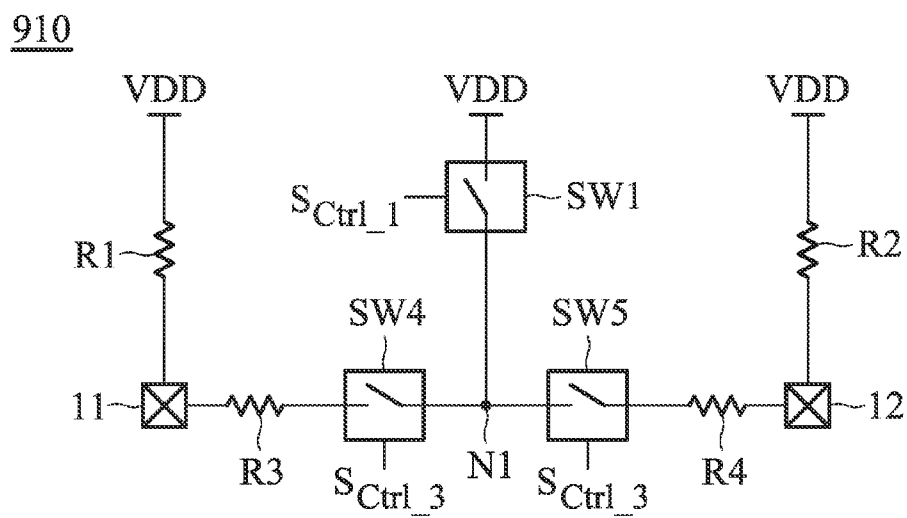 910
VDD VDD VDD
S_Ctrl_1 SW1
R1 R2
SW4 SW5
11 12
R3 N1 R4
S_Ctrl_3 S_Ctrl_3